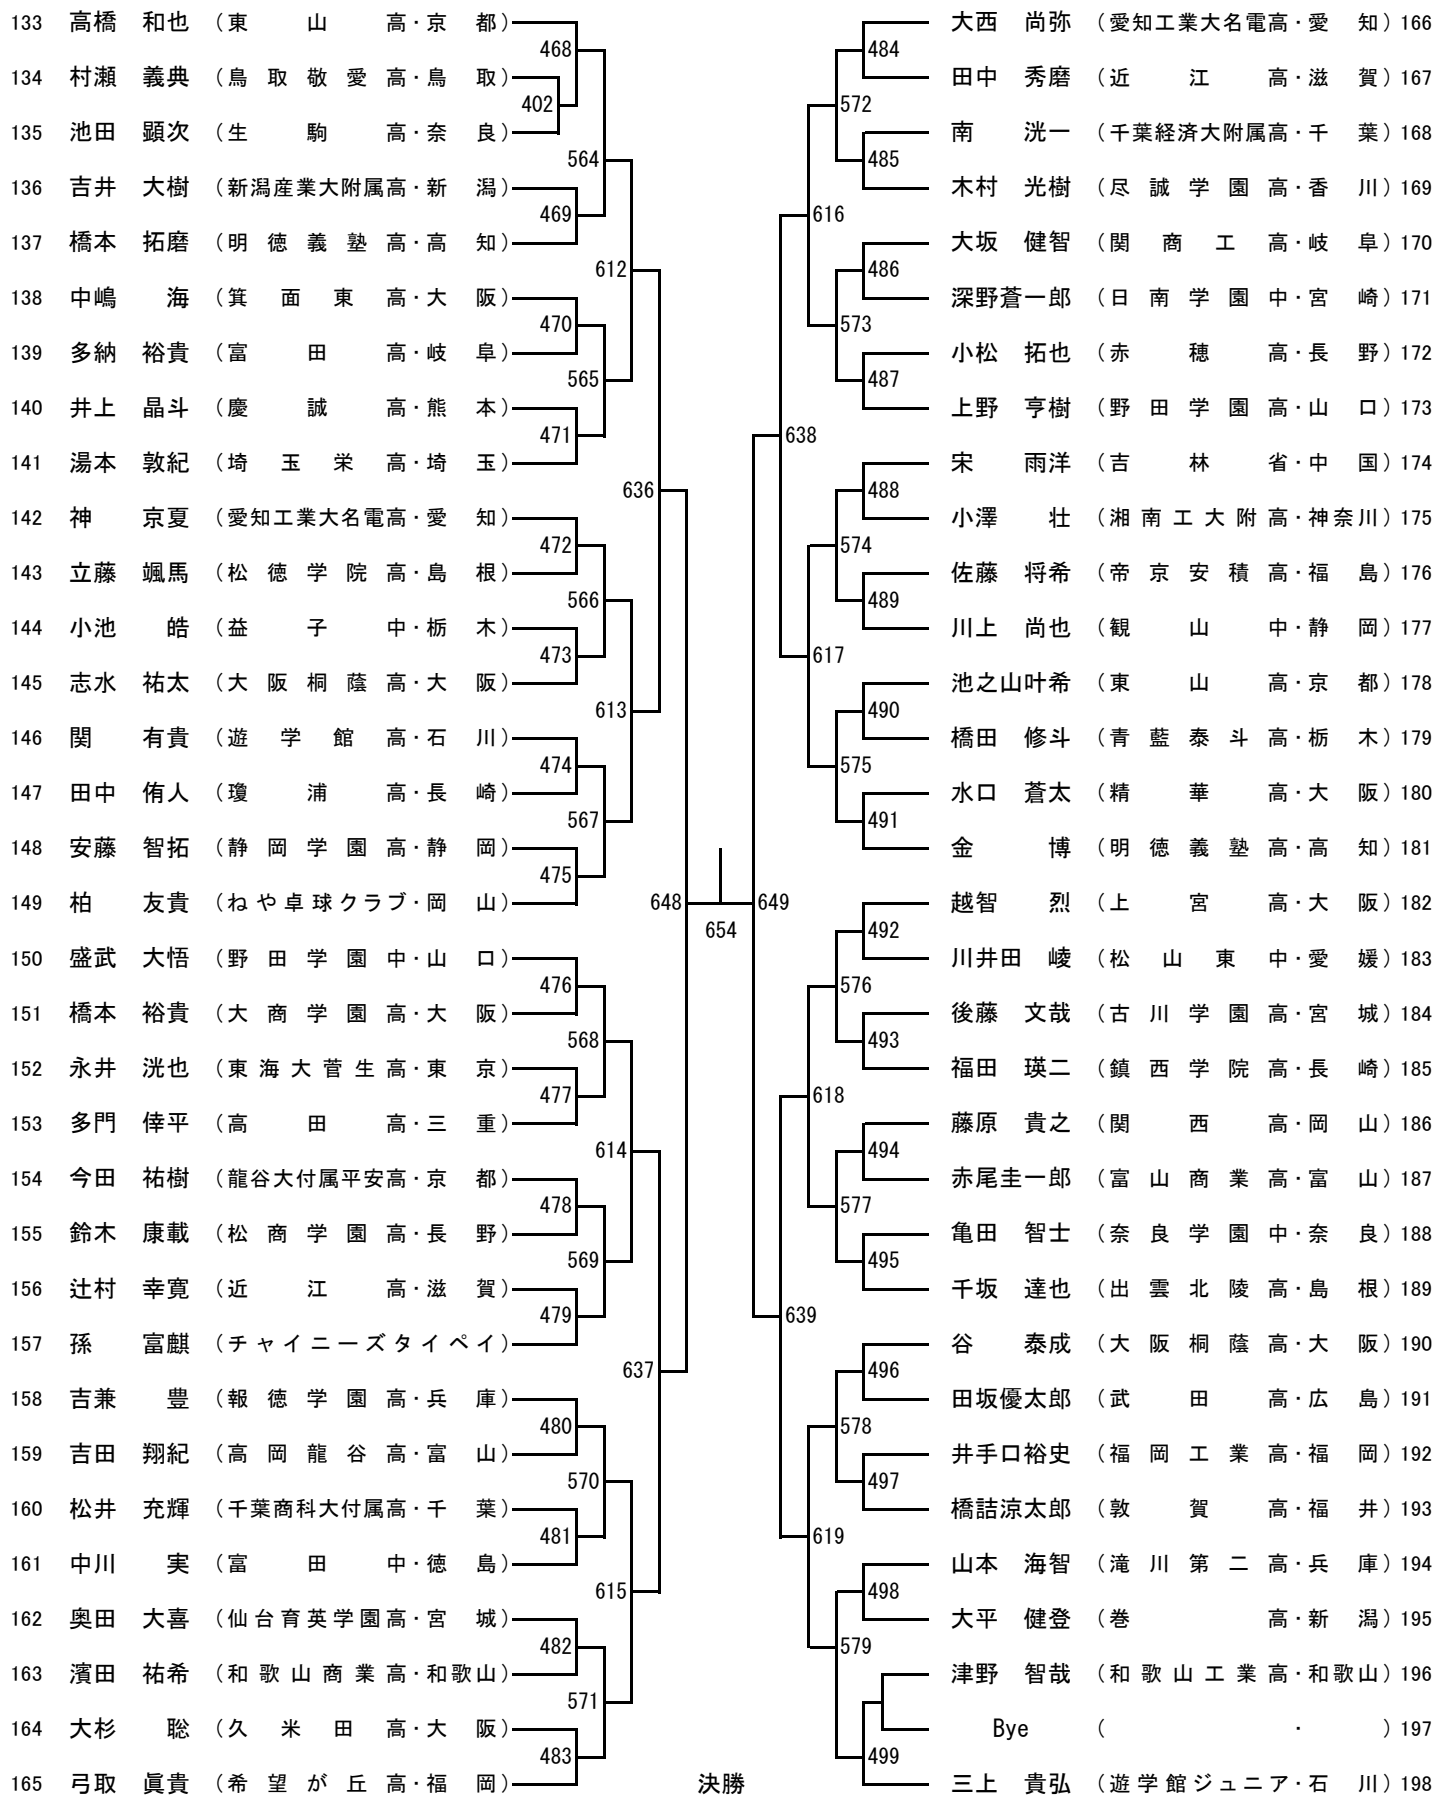 133 高橋 和也 (東山高・京都)
134 村瀬 義典 (鳥取敬愛高・鳥取)
135 池田 顕次 (生駒高・奈良)
136 吉井 大樹 (新潟産業大附属高・新潟)
137 橋本 拓磨 (明徳義塾高・高知)
138 中嶋 海 (箕面東高・大阪)
139 多納 裕貴 (富田高・岐阜)
140 井上 晶斗 (慶誠高・熊本)
141 湯本 敦紀 (埼玉栄高・埼玉)
142 神 京夏 (愛知工業大名電高・愛知)
143 立藤 颯馬 (松徳学院高・島根)
144 小池 皓 (益子中・栃木)
145 志水 祐太 (大阪桐蔭高・大阪)
146 関 有貴 (遊学館高・石川)
147 田中 侑人 (瓊浦高・長崎)
148 安藤 智拓 (静岡学園高・静岡)
149 柏 友貴 (ねや卓球クラブ・岡山)
150 盛武 大悟 (野田学園中・山口)
151 橋本 裕貴 (大商学園高・大阪)
152 永井 洸也 (東海大菅生高・東京)
153 多門 倖平 (高田高・三重)
154 今田 祐樹 (龍谷大付属平安高・京都)
155 鈴木 康載 (松商学園高・長野)
156 辻村 幸寛 (近江高・滋賀)
157 孫 富麒 (チャイニーズタイペイ)
158 吉兼 豊 (報徳学園高・兵庫)
159 吉田 翔紀 (高岡龍谷高・富山)
160 松井 充輝 (千葉商科大付属高・千葉)
161 中川 実 (富田中・徳島)
162 奥田 大喜 (仙台育英学園高・宮城)
163 濱田 祐希 (和歌山商業高・和歌山)
164 大杉 聡 (久米田高・大阪)
165 弓取 眞貴 (希望が丘高・福岡)
468
402
564
469
612
470
565
471
636
472
566
473
613
474
567
475
648
476
568
477
614
478
569
479
637
480
570
481
615
482
571
483
654
決勝
484
572
485
616
486
573
487
638
488
574
489
617
490
575
491
649
492
576
493
618
494
577
495
639
496
578
497
619
498
579
499
大西 尚弥 (愛知工業大名電高・愛知) 166
田中 秀磨 (近江高・滋賀) 167
南 洸一 (千葉経済大附属高・千葉) 168
木村 光樹 (尽誠学園高・香川) 169
大坂 健智 (関商工高・岐阜) 170
深野蒼一郎 (日南学園中・宮崎) 171
小松 拓也 (赤穂高・長野) 172
上野 亨樹 (野田学園高・山口) 173
宋 雨洋 (吉林省・中国) 174
小澤 壮 (湘南工大附高・神奈川) 175
佐藤 将希 (帝京安積高・福島) 176
川上 尚也 (観山中・静岡) 177
池之山叶希 (東山高・京都) 178
橋田 修斗 (青藍泰斗高・栃木) 179
水口 蒼太 (精華高・大阪) 180
金 博 (明徳義塾高・高知) 181
越智 烈 (上宮高・大阪) 182
川井田 崚 (松山東中・愛媛) 183
後藤 文哉 (古川学園高・宮城) 184
福田 瑛二 (鎮西学院高・長崎) 185
藤原 貴之 (関西高・岡山) 186
赤尾圭一郎 (富山商業高・富山) 187
亀田 智士 (奈良学園中・奈良) 188
千坂 達也 (出雲北陵高・島根) 189
谷 泰成 (大阪桐蔭高・大阪) 190
田坂優太郎 (武田高・広島) 191
井手口裕史 (福岡工業高・福岡) 192
橋詰涼太郎 (敦賀高・福井) 193
山本 海智 (滝川第二高・兵庫) 194
大平 健登 (巻高・新潟) 195
津野 智哉 (和歌山工業高・和歌山) 196
Bye ( ・ ) 197
三上 貴弘 (遊学館ジュニア・石川) 198